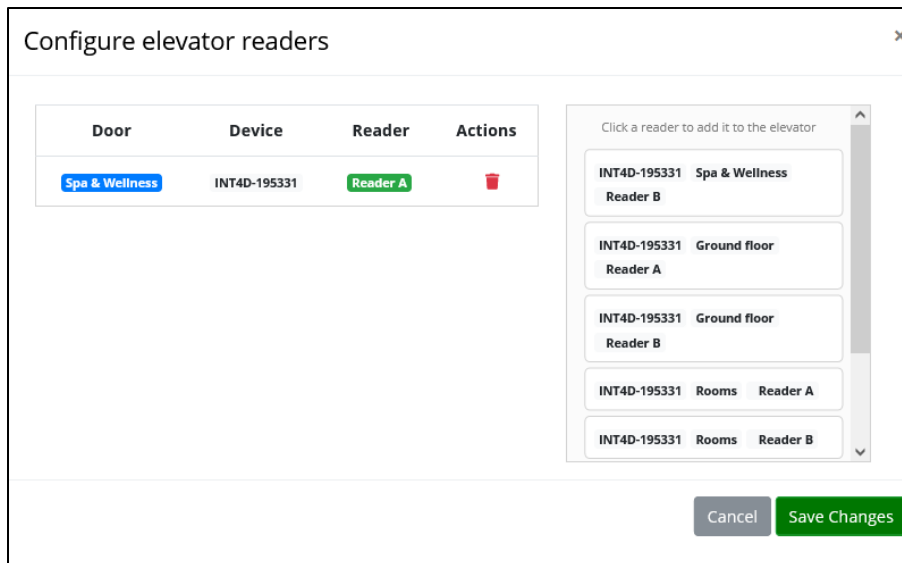 Configure elevator readers
×
Door Device Reader Actions
Spa & Wellness INT4D-195331 Reader A
Click a reader to add it to the elevator
INT4D-195331 Spa & Wellness
Reader B
INT4D-195331 Ground floor
Reader A
INT4D-195331 Ground floor
Reader B
INT4D-195331 Rooms Reader A
INT4D-195331 Rooms Reader B
Cancel Save Changes